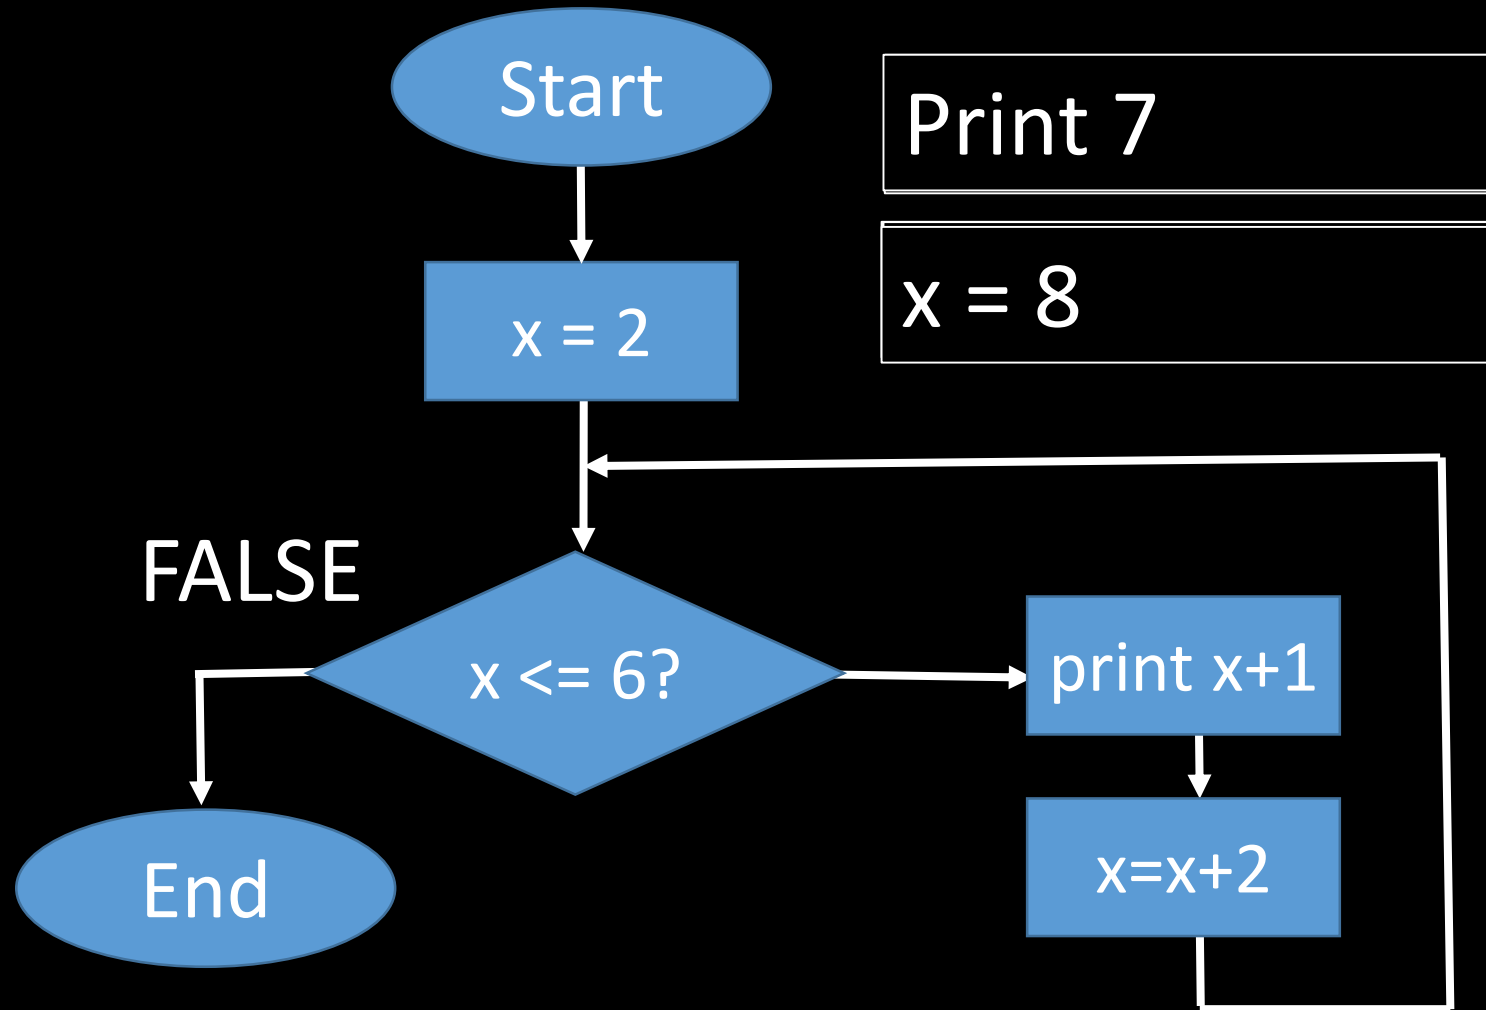 Start
Print 7
x = 2
x = 8
FALSE
x <= 6?
print x+1
x=x+2
End